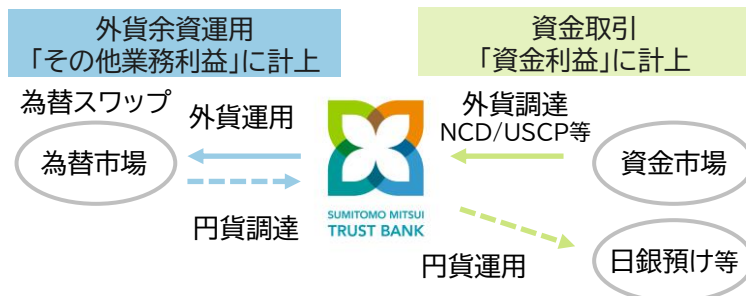 外貨余資運用
「その他業務利益」に計上
資金取引
「資金利益」に計上
為替スワップ
外貨運用
外貨調達
NCD/USCP等
為替市場
資金市場
SUMITOMO MITSUI
TRUST BANK
円貨調達
円貨運用
日銀預け等